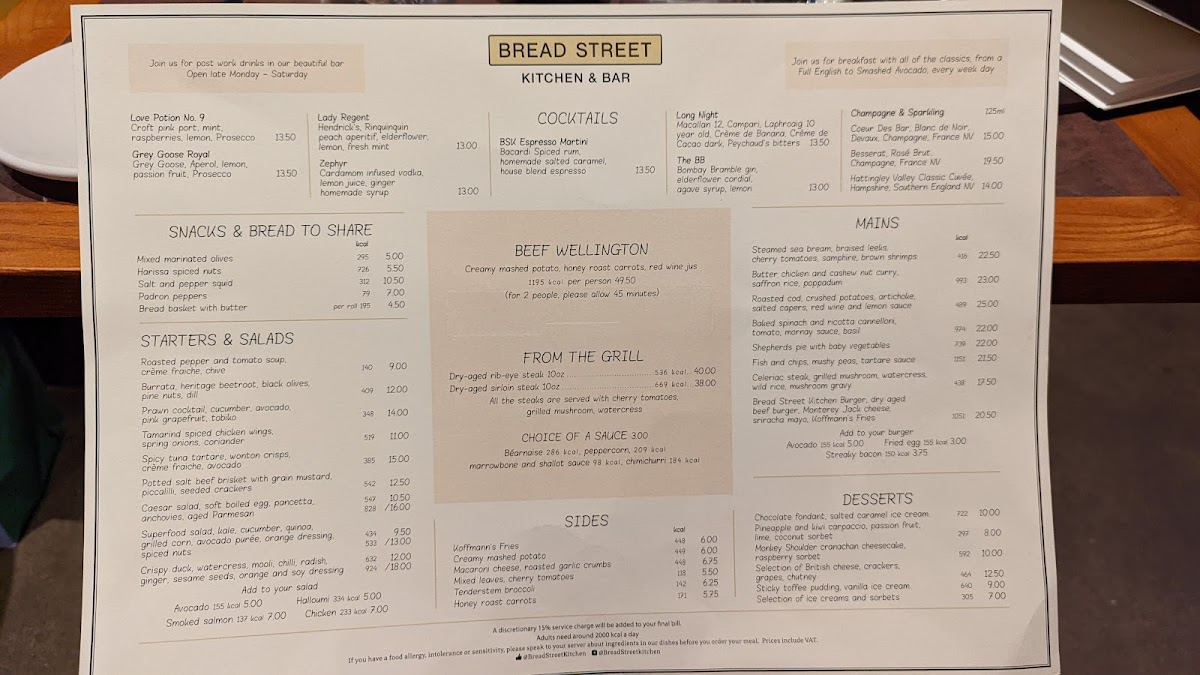 BREAD STREET
KITCHEN & BAR
Join us for post work drinks in our beautiful bar
Open late Monday – Saturday
Join us for breakfast with all of the classics, from a
Full English to Smashed Avocado, every week day
Love Potion No. 9
Croft pink port, mint,
raspberries, lemon, Prosecco 13.50
Grey Goose Royal
Grey Goose, Aperol, lemon,
passion fruit, Prosecco 13.50
Lady Regent
Hendrick's, Rinquinquin
peach aperitif, elderflower,
lemon, fresh mint 13.00
Zephyr
Cardamom infused vodka,
lemon juice, ginger
homemade syrup 13.00
COCKTAILS
BSK Espresso Martini
Bacardi Spiced rum,
homemade salted caramel,
house blend espresso 13.50
Long Night
Macallan 12, Campari, Laphroaig 10
year old, Crème de Banana, Crème de
Cacao dark, Peychaud's bitters 13.50
The BB
Bombay Bramble gin,
elderflower cordial,
agave syrup, lemon 13.00
Champagne & Sparkling 125ml
Coeur Des Bar, Blanc de Noir,
Devaux, Champagne, France NV 15.00
Besserat, Rosé Brut,
Champagne, France NV 19.50
Hattingley Valley Classic Cuvée,
Hampshire, Southern England NV 14.00
SNACKS & BREAD TO SHARE
kcal
Mixed marinated olives 295 5.00
Harissa spiced nuts 726 5.50
Salt and pepper squid 312 10.50
Padron peppers 79 7.00
Bread basket with butter per roll 195 4.50
STARTERS & SALADS
Roasted pepper and tomato soup,
crème fraiche, chive 140 9.00
Burrata, heritage beetroot, black olives,
pine nuts, dill 409 12.00
Prawn cocktail, cucumber, avocado,
pink grapefruit, tobiko 348 14.00
Tamarind spiced chicken wings,
spring onions, coriander 519 11.00
Spicy tuna tartare, wonton crisps,
crème fraiche, avocado 385 15.00
Potted salt beef brisket with grain mustard,
piccalilli, seeded crackers 542 12.50
Caesar salad, soft boiled egg, pancetta, 547 10.50
anchovies, aged Parmesan 828 /16.00
Superfood salad, kale, cucumber, quinoa, 434 9.50
grilled corn, avocado purée, orange dressing, 533 /13.00
spiced nuts
Crispy duck, watercress, mooli, chilli, radish, 632 12.00
ginger, sesame seeds, orange and soy dressing 924 /18.00
Add to your salad
Avocado 155 kcal 5.00 Halloumi 334 kcal 5.00
Smoked salmon 137 kcal 7.00 Chicken 233 kcal 7.00
BEEF WELLINGTON
Creamy mashed potato, honey roast carrots, red wine jus
1195 kcal per person 49.50
(for 2 people, please allow 45 minutes)
FROM THE GRILL
Dry-aged rib-eye steak 10oz 536 kcal 40.00
Dry-aged sirloin steak 10oz 669 kcal 38.00
All the steaks are served with cherry tomatoes,
grilled mushroom, watercress
CHOICE OF A SAUCE 3.00
Béarnaise 286 kcal, peppercorn, 209 kcal
marrowbone and shallot sauce 98 kcal, chimichurri 184 kcal
SIDES
kcal
Koffmann's Fries 448 6.00
Creamy mashed potato 449 6.00
Macaroni cheese, roasted garlic crumbs 448 6.75
Mixed leaves, cherry tomatoes 118 5.50
Tenderstem broccoli 142 6.25
Honey roast carrots 171 5.75
MAINS
kcal
Steamed sea bream, braised leeks,
cherry tomatoes, samphire, brown shrimps 416 22.50
Butter chicken and cashew nut curry,
saffron rice, poppadum 993 23.00
Roasted cod, crushed potatoes, artichoke,
salted capers, red wine and lemon sauce 489 25.00
Baked spinach and ricotta cannelloni,
tomato, mornay sauce, basil 974 22.00
Shepherds pie with baby vegetables 739 22.00
Fish and chips, mushy peas, tartare sauce 1151 21.50
Celeriac steak, grilled mushroom, watercress,
wild rice, mushroom gravy 438 17.50
Bread Street Kitchen Burger, dry aged
beef burger, Monterey Jack cheese,
sriracha mayo, Koffmann's Fries 1051 20.50
Add to your burger
Avocado 155 kcal 5.00 Fried egg 155 kcal 3.00
Streaky bacon 150 kcal 3.75
DESSERTS
Chocolate fondant, salted caramel ice cream 722 10.00
Pineapple and kiwi carpaccio, passion fruit,
lime, coconut sorbet 297 8.00
Monkey Shoulder cranachan cheesecake,
raspberry sorbet 592 10.00
Selection of British cheese, crackers,
grapes, chutney 464 12.50
Sticky toffee pudding, vanilla ice cream 640 9.00
Selection of ice creams and sorbets 305 7.00
A discretionary 15% service charge will be added to your final bill.
Adults need around 2000 kcal a day
If you have a food allergy, intolerance or sensitivity, please speak to your server about ingredients in our dishes before you order your meal. Prices include VAT.
@BreadStreetKitchen @BreadStreetkitchen